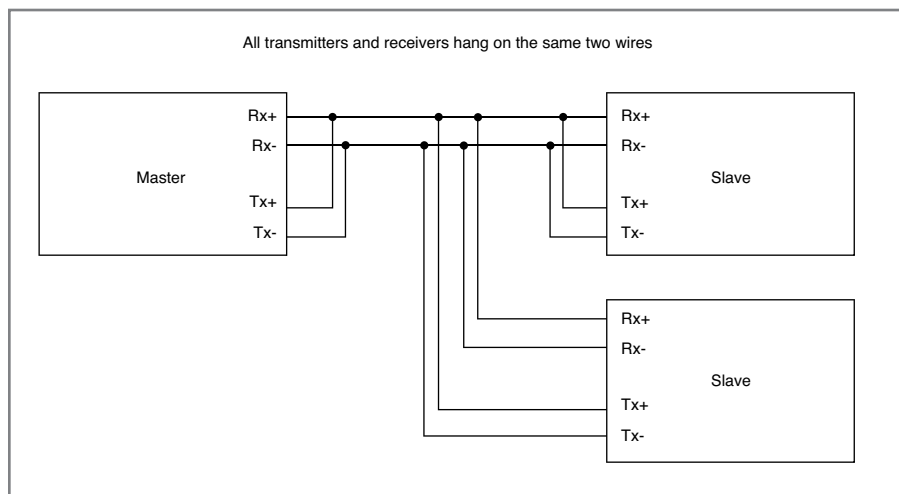 All transmitters and receivers hang on the same two wires
Master
Rx+
Rx-
Tx+
Tx-
Slave
Rx+
Rx-
Tx+
Tx-
Slave
Rx+
Rx-
Tx+
Tx-